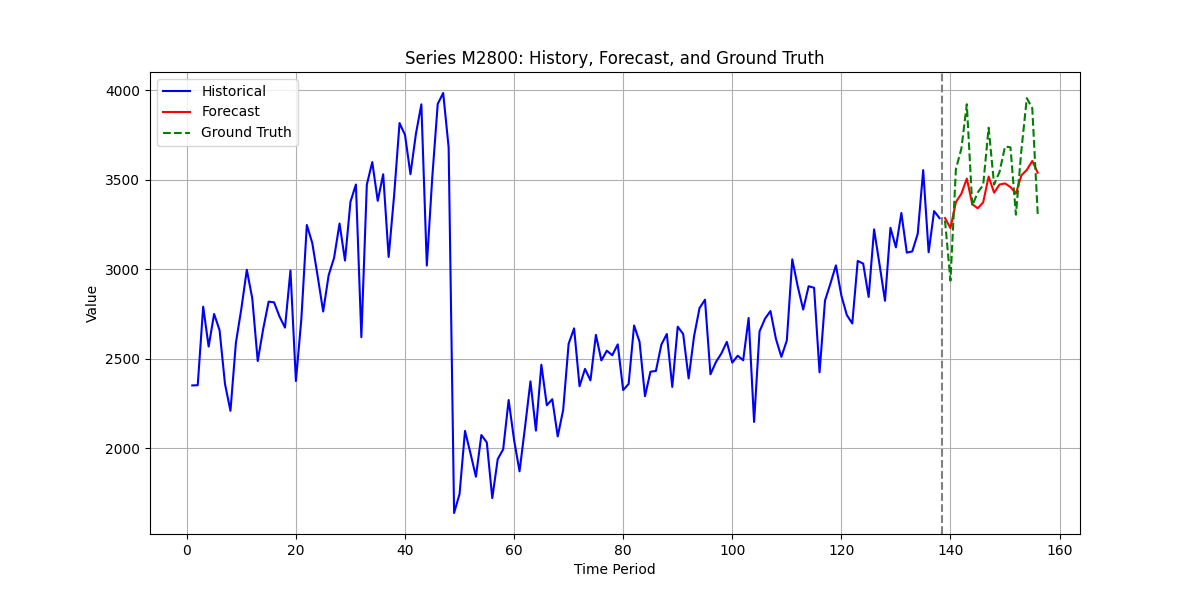 Series M2800: History, Forecast, and Ground Truth
Historical
Forecast
Ground Truth
4000
3500
3000
2500
2000
Value
0 20 40 60 80 100 120 140 160
Time Period